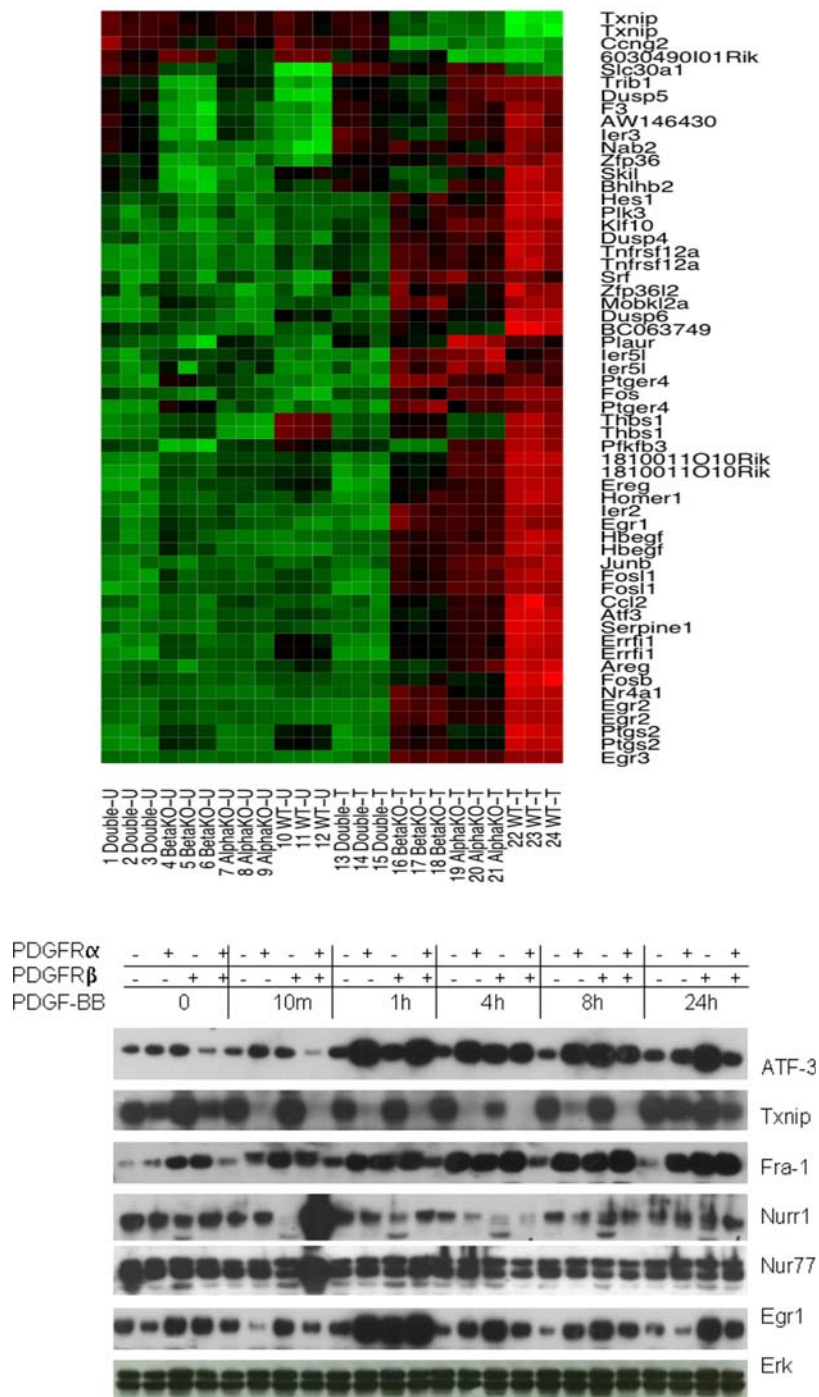 Txnip
Txnip
Ccng2
6030490I01Rik
Slc30a1
Trib1
Dusp5
F3
AW146430
Ier3
Nab2
Zfp36
Skil
Bhlhb2
Hes1
Plk3
Klf10
Dusp4
Tnfrsf12a
Tnfrsf12a
Srf
Zfp36l2
Mobkl2a
Dusp6
BC063749
Plaur
Ier5l
Ier5l
Ptger4
Fos
Ptger4
Thbs1
Thbs1
Pfkfb3
1810011O10Rik
1810011O10Rik
Ereg
Homer1
Ier2
Egr1
Hbegf
Hbegf
Junb
Fosl1
Fosl1
Ccl2
Atf3
Serpine1
Errfi1
Errfi1
Areg
Fosb
Nr4a1
Egr2
Egr2
Ptgs2
Ptgs2
Egr3
1 Double-U
2 Double-U
3 Double-U
4 BetaKO-U
5 BetaKO-U
6 BetaKO-U
7 AlphaKO-U
8 AlphaKO-U
9 AlphaKO-U
10 WT-U
11 WT-U
12 WT-U
13 Double-T
14 Double-T
15 Double-T
16 BetaKO-T
17 BetaKO-T
18 BetaKO-T
19 AlphaKO-T
20 AlphaKO-T
21 AlphaKO-T
22 WT-T
23 WT-T
24 WT-T
PDGFRα - + - + - + - + - + - + - + - + - + - + - + - +
PDGFRβ - - + + - - + + - - + + - - + + - - + + - - + +
PDGF-BB 0 10m 1h 4h 8h 24h
ATF-3
Txnip
Fra-1
Nurr1
Nur77
Egr1
Erk